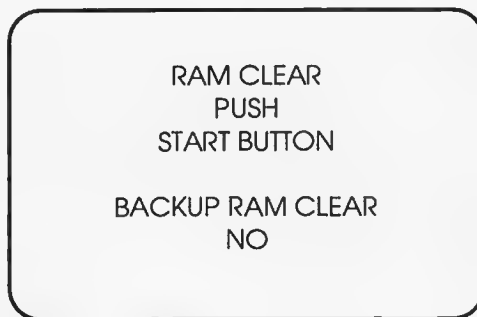 RAM CLEAR
PUSH
START BUTTON
BACKUP RAM CLEAR
NO